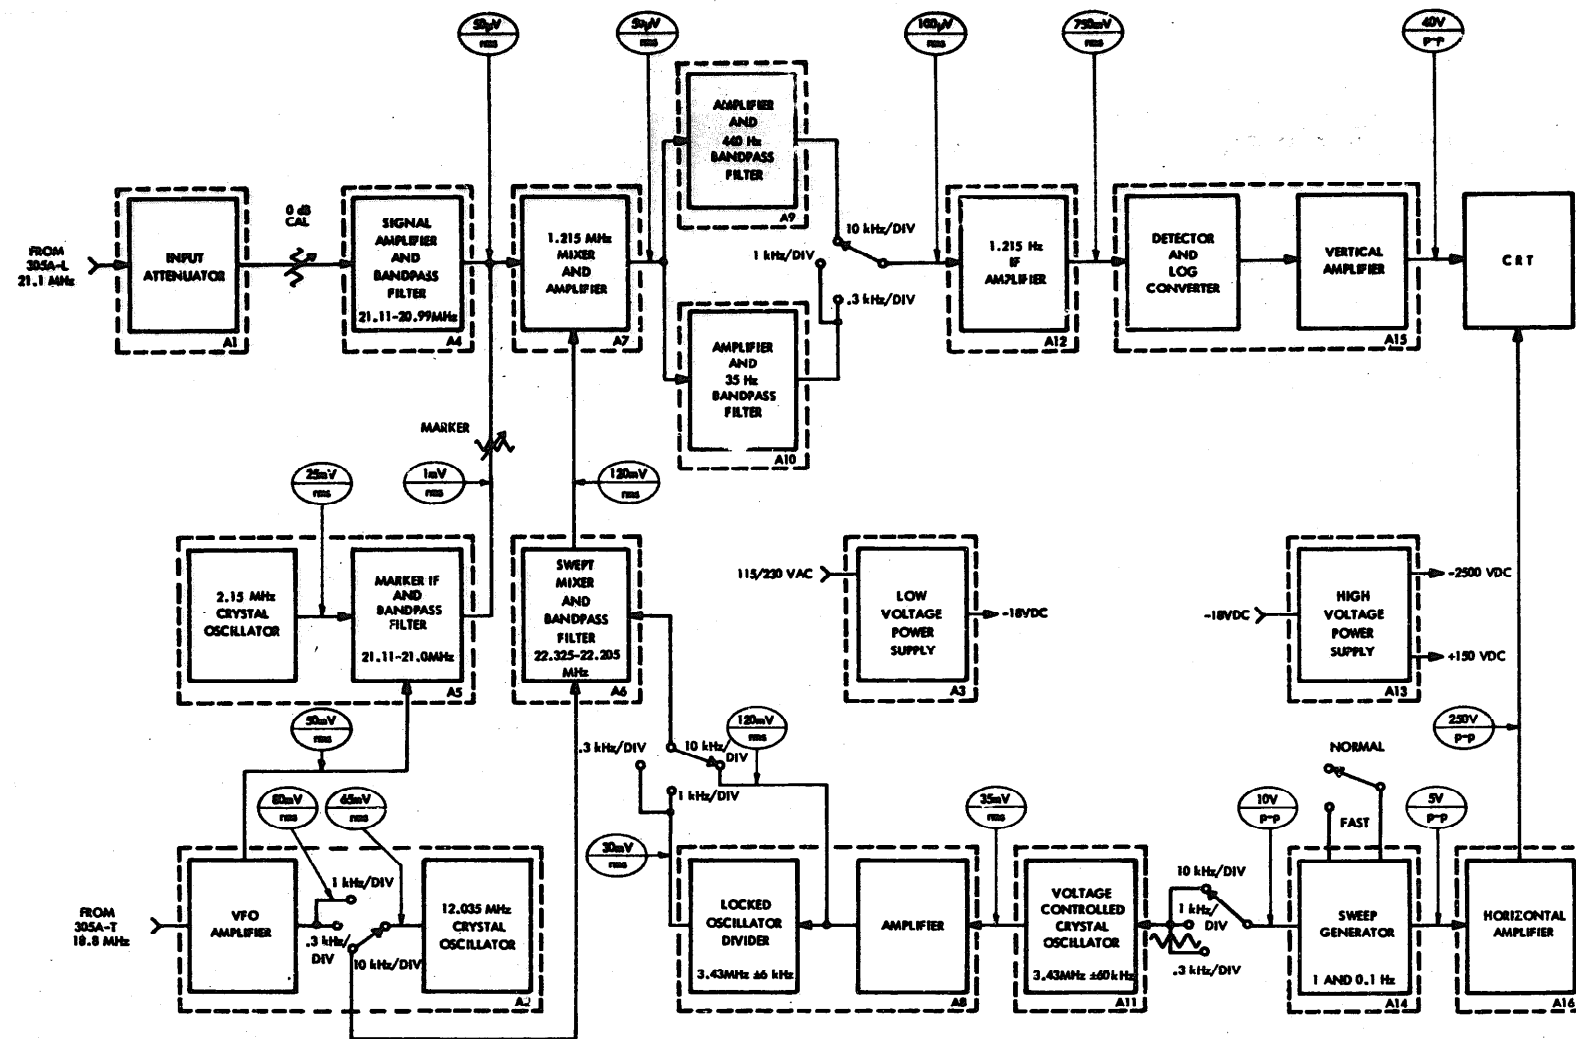 50µV
rms
50µV
rms
100µV
rms
750mV
rms
40V
p-p
FROM
305A-L
21.1 MHz
INPUT
ATTENUATOR
A1
0 dB
CAL
SIGNAL
AMPLIFIER
AND
BANDPASS
FILTER
21.11-20.99MHz
A4
1.215 MHz
MIXER
AND
AMPLIFIER
A7
AMPLIFIER
AND
440 Hz
BANDPASS
FILTER
A9
10 kHz/DIV
1 kHz/DIV
.3 kHz/DIV
AMPLIFIER
AND
35 Hz
BANDPASS
FILTER
A10
1.215 Hz
IF
AMPLIFIER
A12
DETECTOR
AND
LOG
CONVERTER
VERTICAL
AMPLIFIER
A15
CRT
MARKER
25mV
rms
1mV
rms
120mV
rms
2.15 MHz
CRYSTAL
OSCILLATOR
MARKER IF
AND
BANDPASS
FILTER
21.11-21.0MHz
A5
SWEPT
MIXER
AND
BANDPASS
FILTER
22.325-22.205
MHz
A6
115/230 VAC
LOW
VOLTAGE
POWER
SUPPLY
A3
-18VDC
-18VDC
HIGH
VOLTAGE
POWER
SUPPLY
A13
-2500 VDC
+150 VDC
50mV
rms
.3 kHz/DIV
10 kHz/
DIV
1 kHz/DIV
120mV
rms
250V
p-p
NORMAL
FAST
80mV
rms
65mV
rms
30mV
rms
35mV
rms
10V
p-p
5V
p-p
FROM
305A-T
18.8 MHz
VFO
AMPLIFIER
1 kHz/DIV
.3 kHz/
DIV
10 kHz/DIV
12.035 MHz
CRYSTAL
OSCILLATOR
A2
LOCKED
OSCILLATOR
DIVIDER
3.43MHz ±6 kHz
AMPLIFIER
A8
VOLTAGE
CONTROLLED
CRYSTAL
OSCILLATOR
3.43MHz ±60kHz
A11
10 kHz/DIV
1 kHz/
DIV
.3 kHz/DIV
SWEEP
GENERATOR
1 AND 0.1 Hz
A14
HORIZONTAL
AMPLIFIER
A16